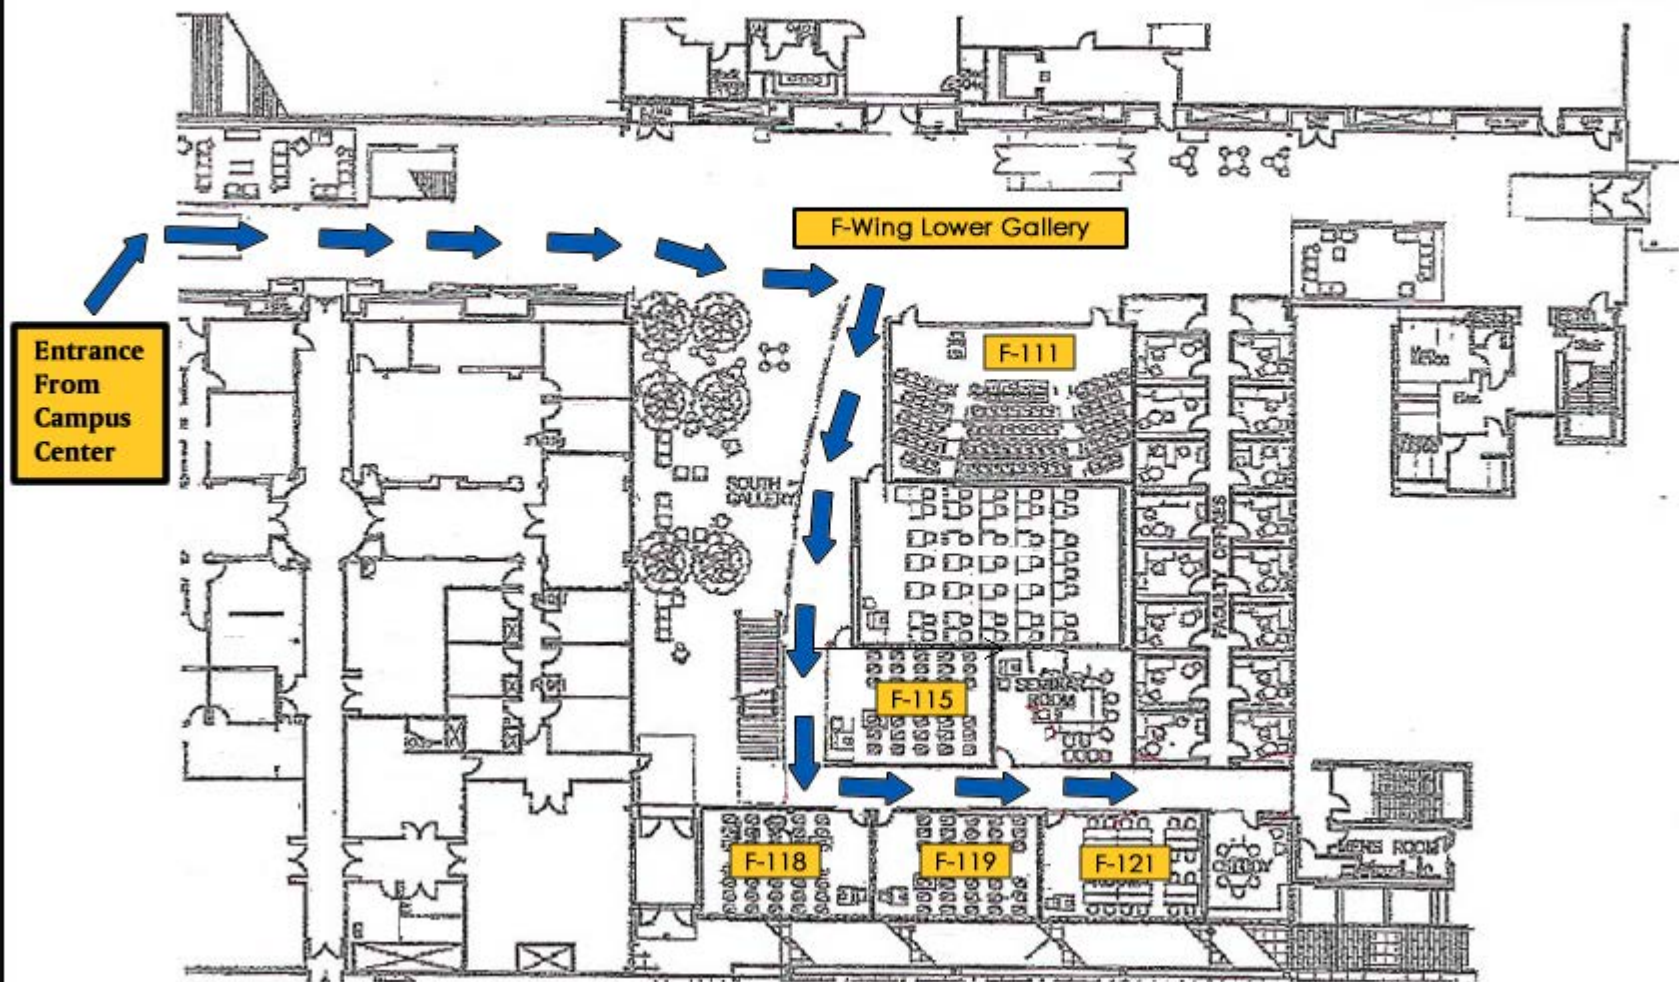 F-Wing Lower Gallery
Entrance
From
Campus
Center
F-111
SOUTH
GALLERY
FACULTY OFFICES
F-115
SEMINAR
ROOM
F-118
F-119
F-121
MENS ROOM